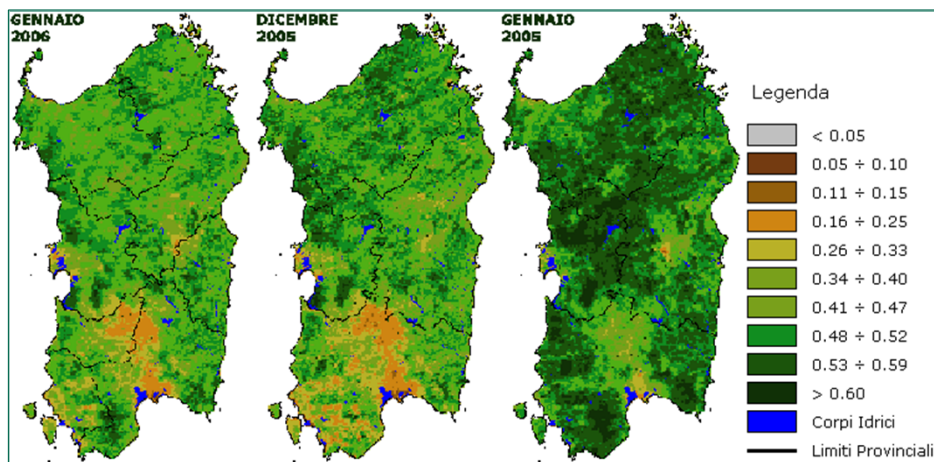 GENNAIO
2006
DICEMBRE
2005
GENNAIO
2005
Legenda
< 0.05
0.05 ÷ 0.10
0.11 ÷ 0.15
0.16 ÷ 0.25
0.26 ÷ 0.33
0.34 ÷ 0.40
0.41 ÷ 0.47
0.48 ÷ 0.52
0.53 ÷ 0.59
> 0.60
Corpi Idrici
Limiti Provinciali